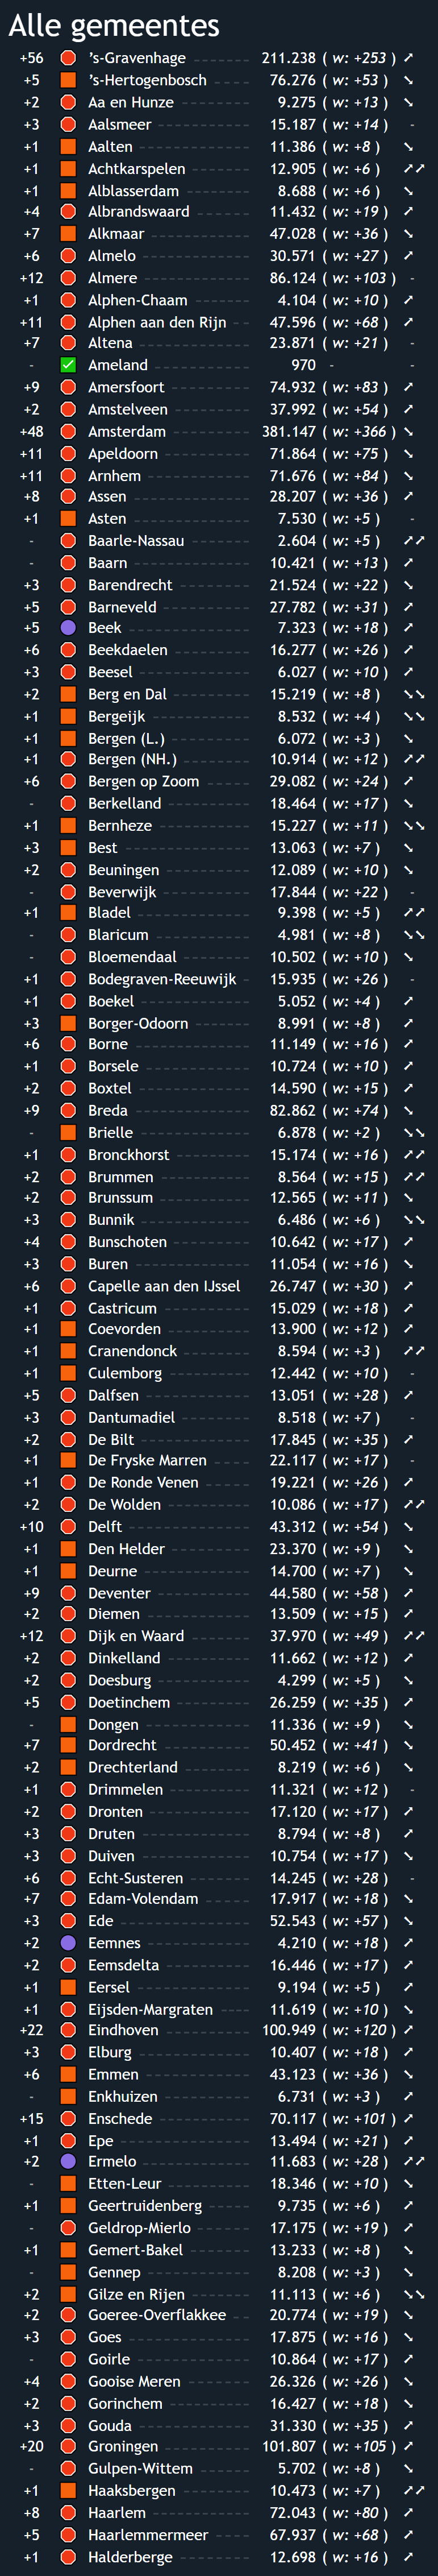 Alle gemeentes
+56 's-Gravenhage 211.238 ( w: +253 )
+5 's-Hertogenbosch 76.276 ( w: +53 )
+2 Aa en Hunze 9.275 ( w: +13 )
+3 Aalsmeer 15.187 ( w: +14 ) -
+1 Aalten 11.386 ( w: +8 )
+1 Achtkarspelen 12.905 ( w: +6 )
+1 Alblasserdam 8.688 ( w: +6 )
+4 Albrandswaard 11.432 ( w: +19 )
+7 Alkmaar 47.028 ( w: +36 )
+6 Almelo 30.571 ( w: +27 )
+12 Almere 86.124 ( w: +103 ) -
+1 Alphen-Chaam 4.104 ( w: +10 )
+11 Alphen aan den Rijn 47.596 ( w: +68 )
+7 Altena 23.871 ( w: +21 ) -
- Ameland 970 - -
+9 Amersfoort 74.932 ( w: +83 )
+2 Amstelveen 37.992 ( w: +54 )
+48 Amsterdam 381.147 ( w: +366 )
+11 Apeldoorn 71.864 ( w: +75 )
+11 Arnhem 71.676 ( w: +84 )
+8 Assen 28.207 ( w: +36 )
+1 Asten 7.530 ( w: +5 ) -
- Baarle-Nassau 2.604 ( w: +5 )
- Baarn 10.421 ( w: +13 )
+3 Barendrecht 21.524 ( w: +22 )
+5 Barneveld 27.782 ( w: +31 )
+5 Beek 7.323 ( w: +18 )
+6 Beekdaelen 16.277 ( w: +26 )
+3 Beesel 6.027 ( w: +10 )
+2 Berg en Dal 15.219 ( w: +8 )
+1 Bergeijk 8.532 ( w: +4 )
+1 Bergen (L.) 6.072 ( w: +3 )
+1 Bergen (NH.) 10.914 ( w: +12 )
+6 Bergen op Zoom 29.082 ( w: +24 )
- Berkelland 18.464 ( w: +17 )
+1 Bernheze 15.227 ( w: +11 )
+3 Best 13.063 ( w: +7 )
+2 Beuningen 12.089 ( w: +10 )
- Beverwijk 17.844 ( w: +22 ) -
+1 Bladel 9.398 ( w: +5 )
- Blaricum 4.981 ( w: +8 )
- Bloemendaal 10.502 ( w: +10 )
+1 Bodegraven-Reeuwijk 15.935 ( w: +26 ) -
+1 Boekel 5.052 ( w: +4 )
+3 Borger-Odoorn 8.991 ( w: +8 )
+6 Borne 11.149 ( w: +16 )
+1 Borsele 10.724 ( w: +10 )
+2 Boxtel 14.590 ( w: +15 )
+9 Breda 82.862 ( w: +74 )
- Brielle 6.878 ( w: +2 )
+1 Bronckhorst 15.174 ( w: +16 )
+2 Brummen 8.564 ( w: +15 )
+2 Brunssum 12.565 ( w: +11 )
+3 Bunnik 6.486 ( w: +6 )
+4 Bunschoten 10.642 ( w: +17 )
+3 Buren 11.054 ( w: +16 )
+6 Capelle aan den IJssel 26.747 ( w: +30 )
+1 Castricum 15.029 ( w: +18 )
+1 Coevorden 13.900 ( w: +12 )
+1 Cranendonck 8.594 ( w: +3 )
+1 Culemborg 12.442 ( w: +10 ) -
+5 Dalfsen 13.051 ( w: +28 )
+3 Dantumadiel 8.518 ( w: +7 ) -
+2 De Bilt 17.845 ( w: +35 )
+1 De Fryske Marren 22.117 ( w: +17 ) -
+1 De Ronde Venen 19.221 ( w: +26 )
+2 De Wolden 10.086 ( w: +17 )
+10 Delft 43.312 ( w: +54 )
+1 Den Helder 23.370 ( w: +9 )
+1 Deurne 14.700 ( w: +7 )
+9 Deventer 44.580 ( w: +58 )
+2 Diemen 13.509 ( w: +15 )
+12 Dijk en Waard 37.970 ( w: +49 )
+2 Dinkelland 11.662 ( w: +12 )
+2 Doesburg 4.299 ( w: +5 )
+5 Doetinchem 26.259 ( w: +35 )
- Dongen 11.336 ( w: +9 )
+7 Dordrecht 50.452 ( w: +41 )
+2 Drechterland 8.219 ( w: +6 )
+1 Drimmelen 11.321 ( w: +12 ) -
+2 Dronten 17.120 ( w: +17 )
+3 Druten 8.794 ( w: +8 )
+3 Duiven 10.754 ( w: +17 )
+6 Echt-Susteren 14.245 ( w: +28 ) -
+7 Edam-Volendam 17.917 ( w: +18 )
+3 Ede 52.543 ( w: +57 )
+2 Eemnes 4.210 ( w: +18 )
+2 Eemsdelta 16.446 ( w: +17 )
+1 Eersel 9.194 ( w: +5 )
+1 Eijsden-Margraten 11.619 ( w: +10 )
+22 Eindhoven 100.949 ( w: +120 )
+3 Elburg 10.407 ( w: +18 )
+6 Emmen 43.123 ( w: +36 )
- Enkhuizen 6.731 ( w: +3 )
+15 Enschede 70.117 ( w: +101 )
+1 Epe 13.494 ( w: +21 )
+2 Ermelo 11.683 ( w: +28 )
- Etten-Leur 18.346 ( w: +10 )
+1 Geertruidenberg 9.735 ( w: +6 )
- Geldrop-Mierlo 17.175 ( w: +19 )
+1 Gemert-Bakel 13.233 ( w: +8 )
- Gennep 8.208 ( w: +3 )
+2 Gilze en Rijen 11.113 ( w: +6 )
+2 Goeree-Overflakkee 20.774 ( w: +19 )
+3 Goes 17.875 ( w: +16 )
- Goirle 10.864 ( w: +17 )
+4 Gooise Meren 26.326 ( w: +26 )
+2 Gorinchem 16.427 ( w: +18 )
+3 Gouda 31.330 ( w: +35 )
+20 Groningen 101.807 ( w: +105 )
- Gulpen-Wittem 5.702 ( w: +8 )
+1 Haaksbergen 10.473 ( w: +7 )
+8 Haarlem 72.043 ( w: +80 )
+5 Haarlemmermeer 67.937 ( w: +68 )
+1 Halderberge 12.698 ( w: +16 )